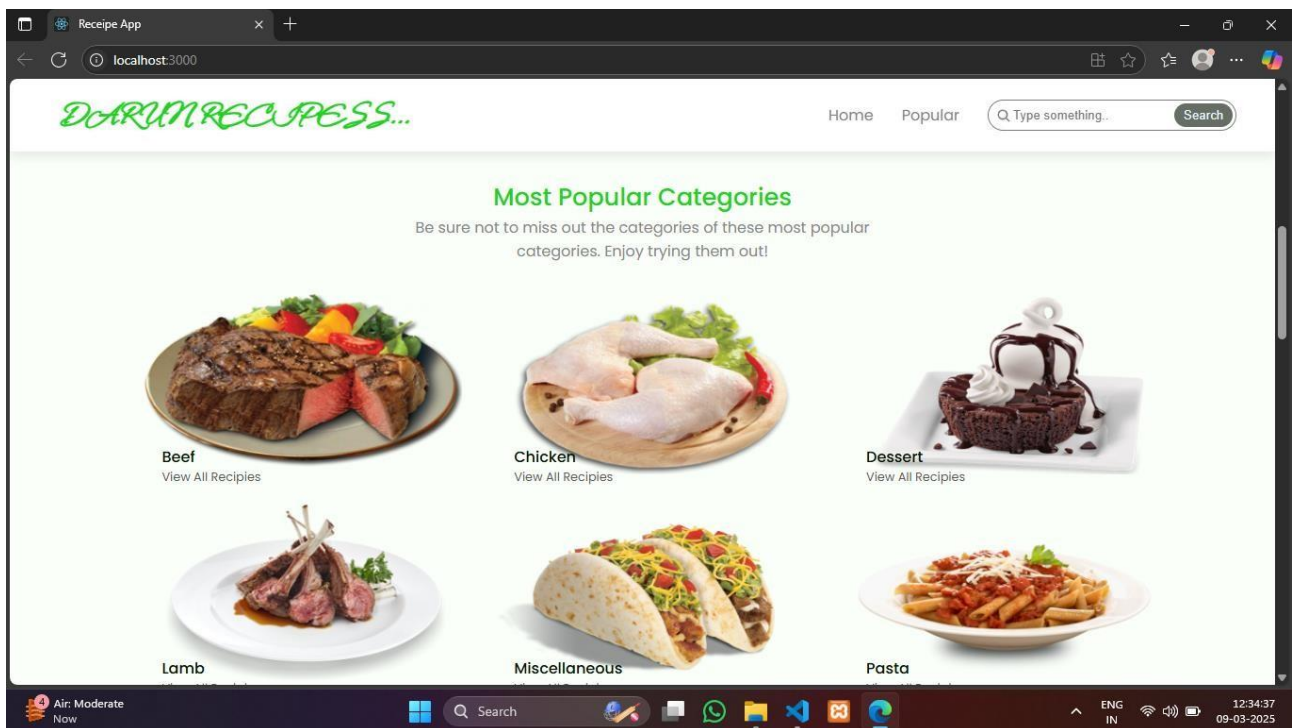 Receipe App
localhost:3000
DARUNRECIPESS...
Home Popular Type something.. Search
Most Popular Categories
Be sure not to miss out the categories of these most popular
categories. Enjoy trying them out!
Beef Chicken Dessert
View All Recipies View All Recipies View All Recipies
Lamb Miscellaneous Pasta
4 Air: Moderate
Now
Search
ENG
IN
12:34:37
09-03-2025